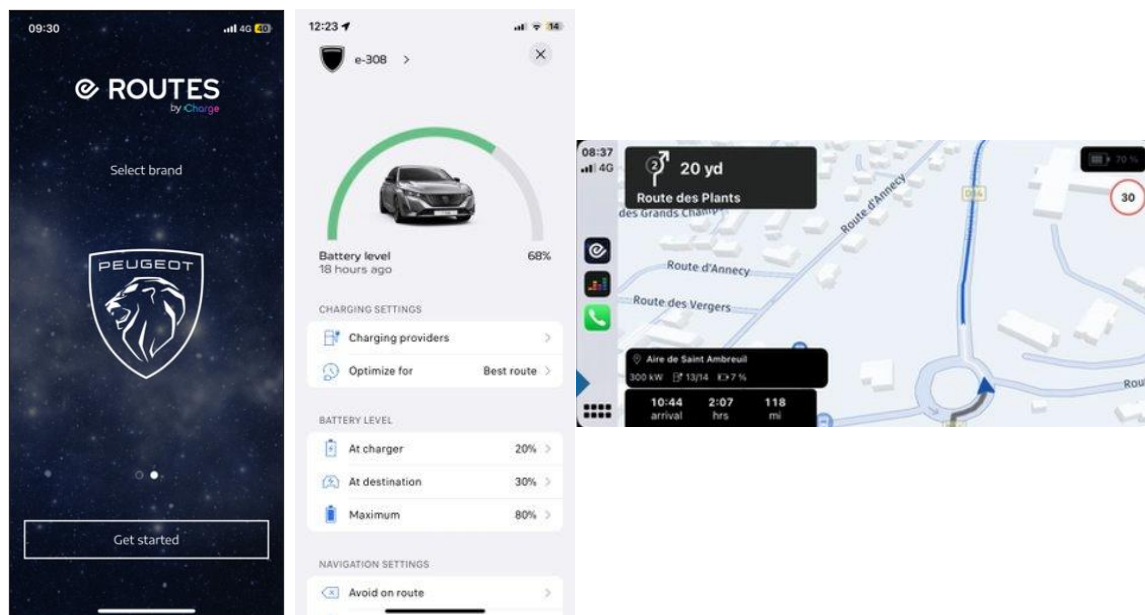 09:30
4G 40
ROUTES
by Charge
Select brand
PEUGEOT
Get started
12:23
14
e-308
Battery level
18 hours ago
68%
CHARGING SETTINGS
Charging providers
Optimize for
Best route
BATTERY LEVEL
At charger
20%
At destination
30%
Maximum
80%
NAVIGATION SETTINGS
Avoid on route
08:37
4G
2
20 yd
Route des Plants
des Grands Champs
Route d'Annecy
Route d'Annecy
Route des Vergers
D14
70 %
30
Aire de Saint Ambreuil
300 kW 13/14 7 %
10:44 2:07 118
arrival hrs mi
Rou